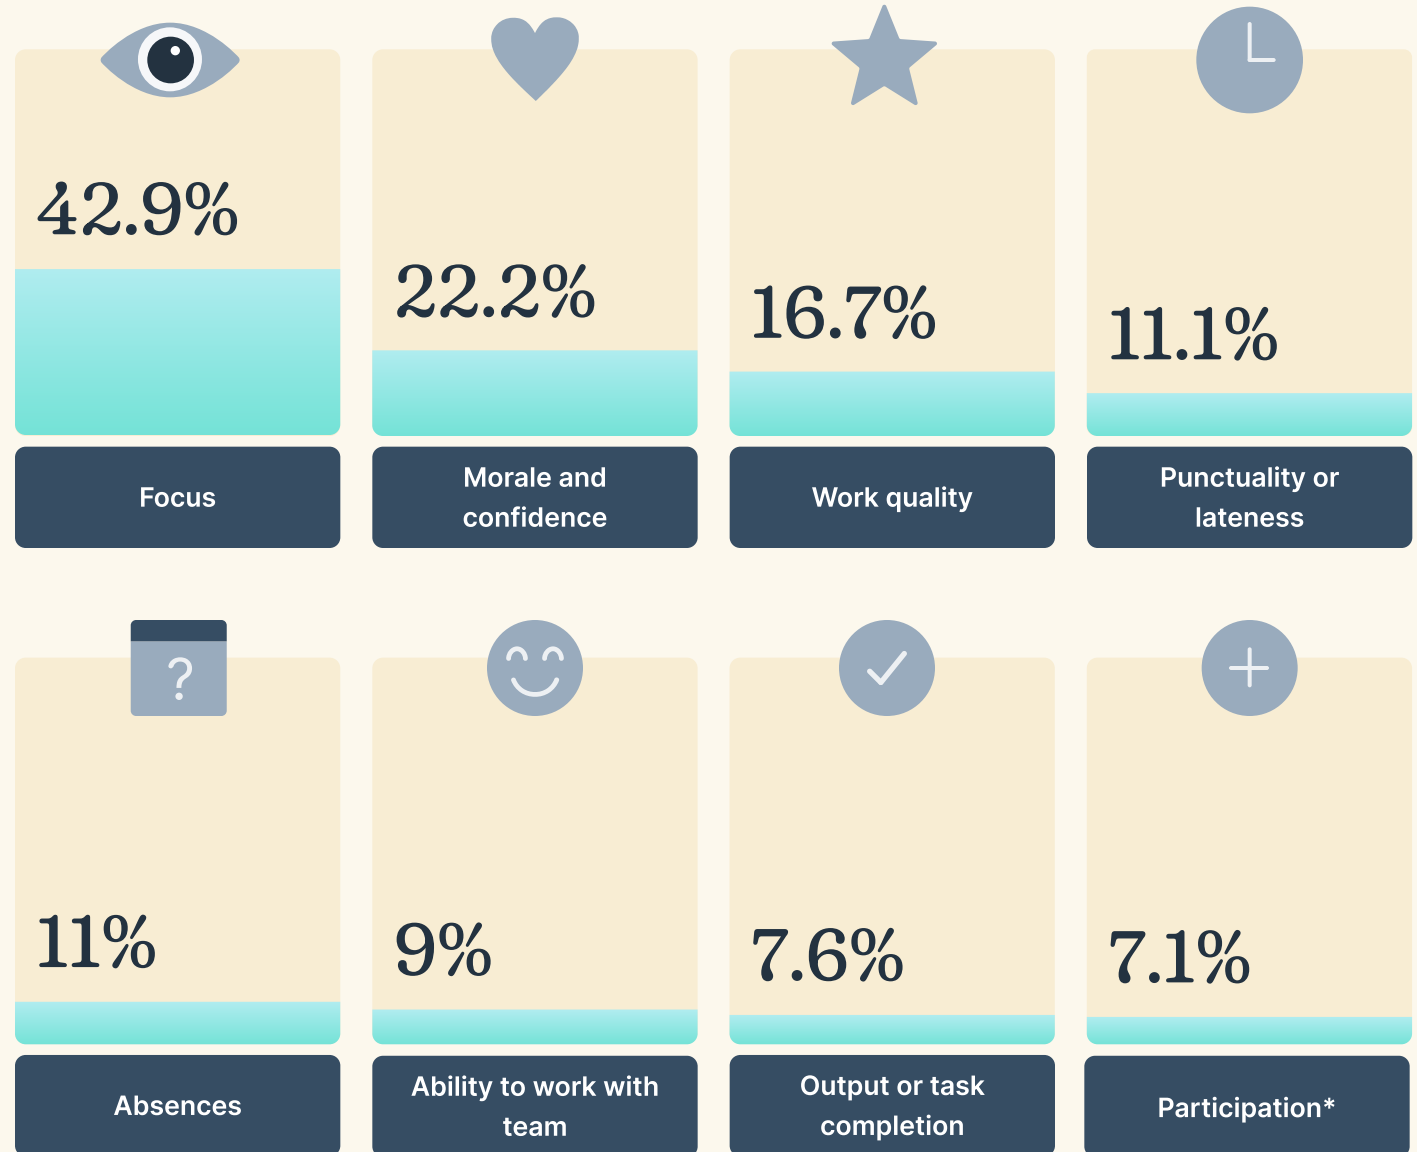 42.9%
22.2%
16.7%
11.1%
Focus
Morale and
confidence
Work quality
Punctuality or
lateness
?
11%
9%
7.6%
7.1%
Absences
Ability to work with
team
Output or task
completion
Participation*